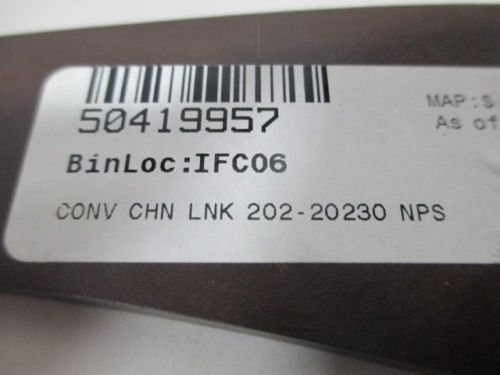 50419957
MAP:$
As of
BinLoc:IFC06
CONV CHN LNK 202-20230 NPS